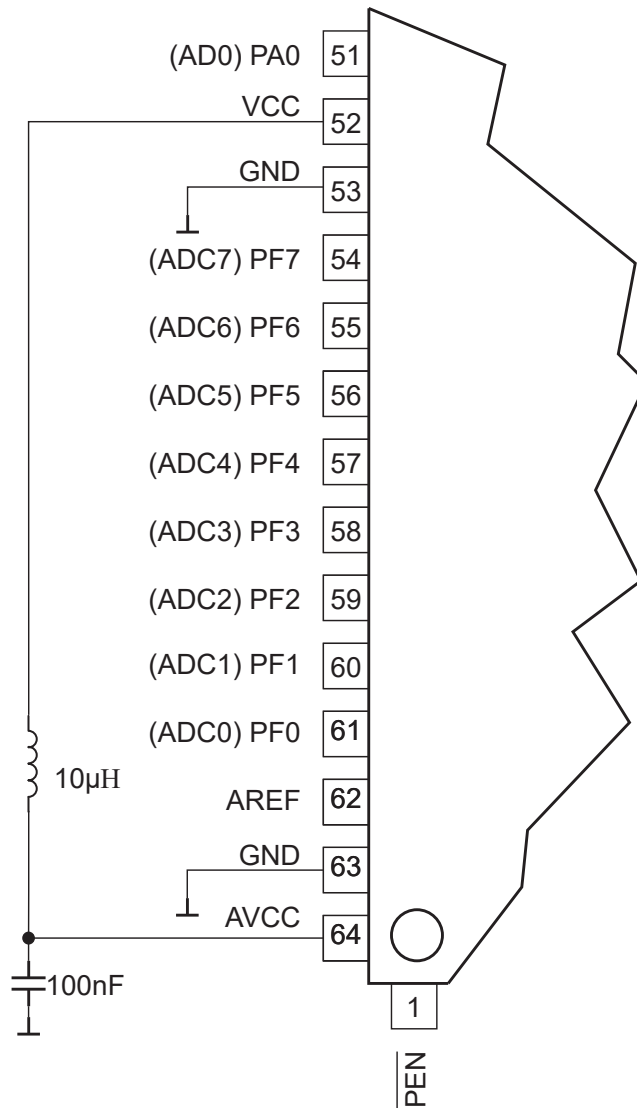 (AD0) PA0 51
VCC 52
GND 53
(ADC7) PF7 54
(ADC6) PF6 55
(ADC5) PF5 56
(ADC4) PF4 57
(ADC3) PF3 58
(ADC2) PF2 59
(ADC1) PF1 60
(ADC0) PF0 61
10µH
AREF 62
GND 63
AVCC 64
100nF
1
PEN